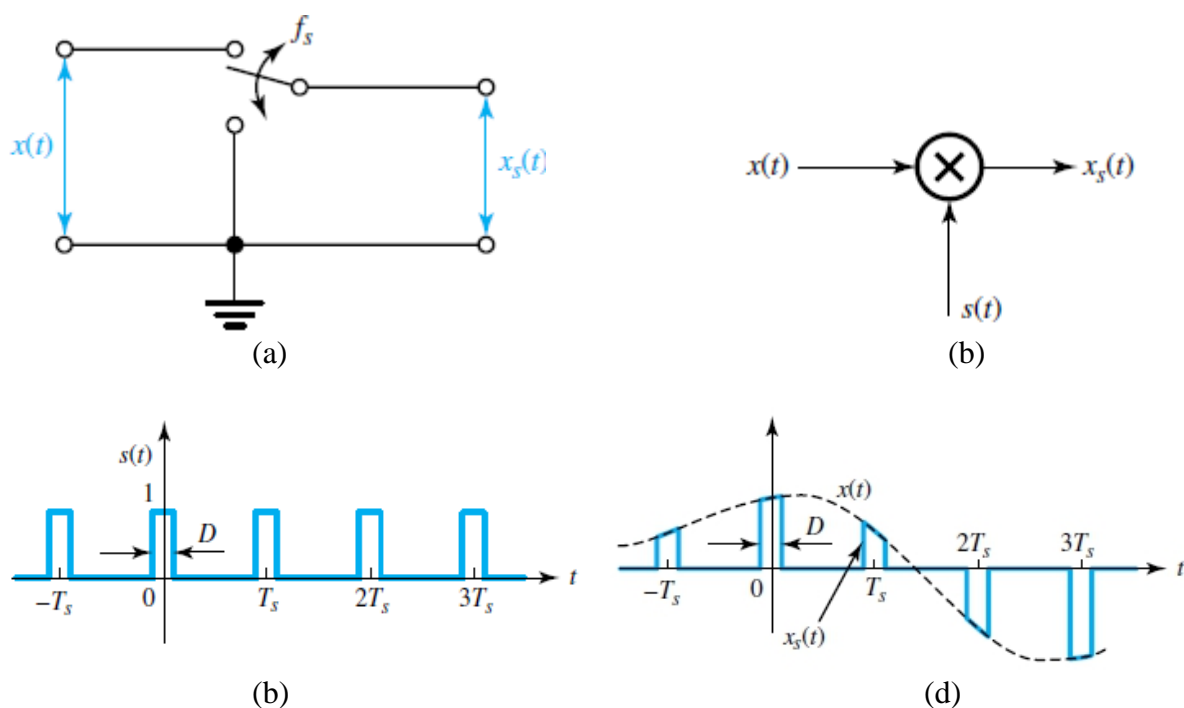 f_s
x(t)
x_s(t)
(a)
x(t)
x_s(t)
s(t)
(b)
s(t)
1
D
−T_s 0 T_s 2T_s 3T_s t
(b)
x(t)
D
2T_s 3T_s
−T_s 0 T_s t
x_s(t)
(d)